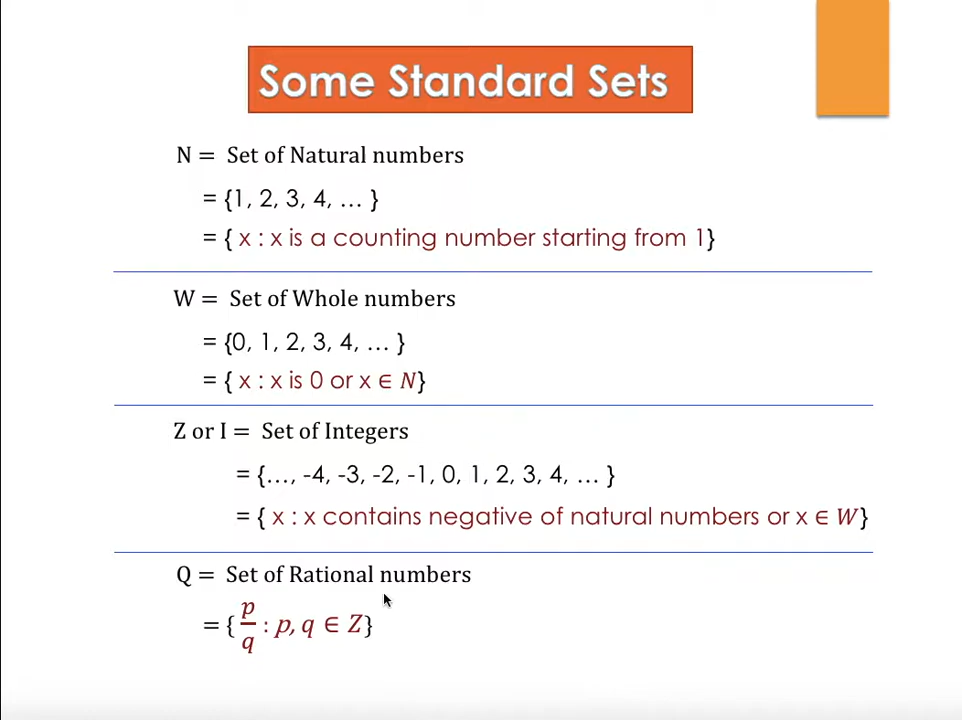 Some Standard Sets
N = Set of Natural numbers
= {1, 2, 3, 4, … }
= { x : x is a counting number starting from 1}
W = Set of Whole numbers
= {0, 1, 2, 3, 4, … }
= { x : x is 0 or x ∈ N}
Z or I = Set of Integers
= {…, -4, -3, -2, -1, 0, 1, 2, 3, 4, … }
= { x : x contains negative of natural numbers or x ∈ W}
Q = Set of Rational numbers
= { p/q : p, q ∈ Z}